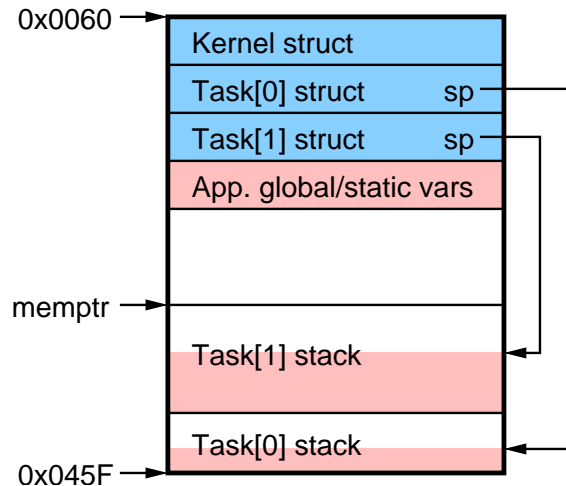 0x0060
Kernel struct
Task[0] struct sp
Task[1] struct sp
App. global/static vars
memptr
Task[1] stack
Task[0] stack
0x045F